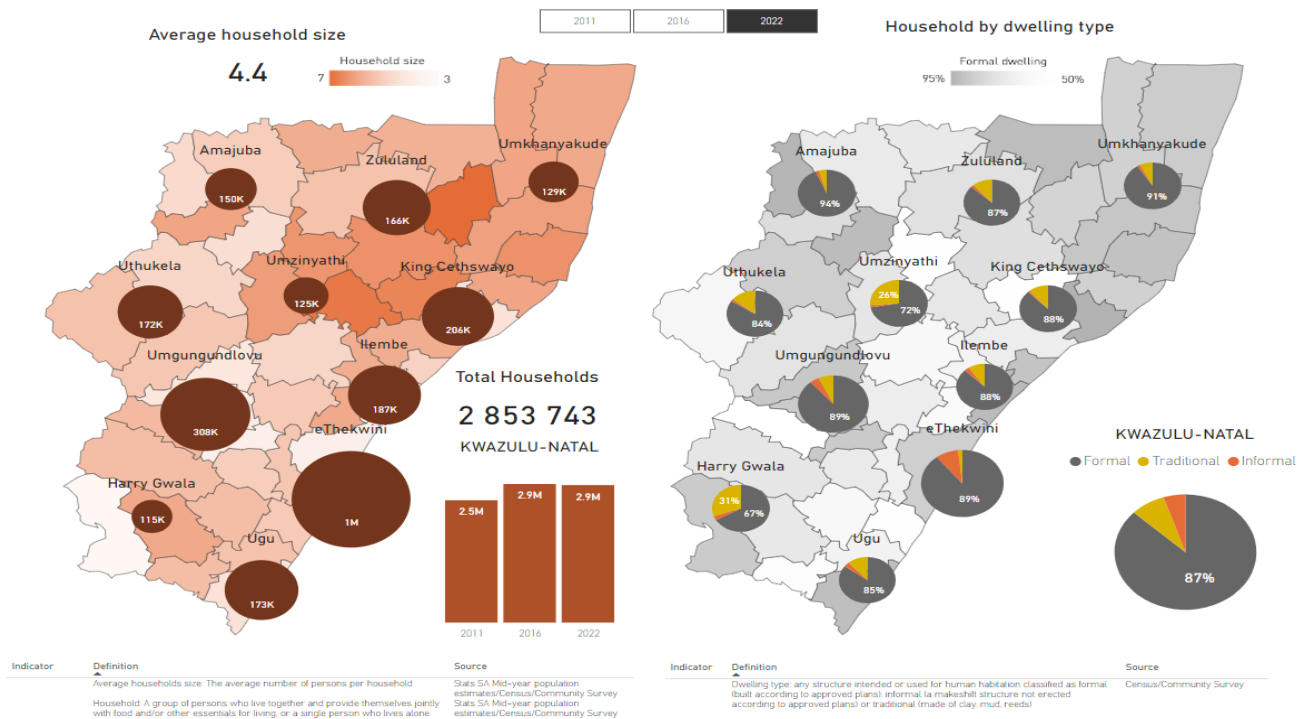 2011
2016
2022
Average household size
4.4
Household size
7
3
Amajuba
150K
Zululand
166K
Umkhanyakude
129K
Uthukela
172K
Umzinyathi
125K
King Cethswayo
206K
Umgungundlovu
308K
Ilembe
187K
eThekwini
1M
Harry Gwala
115K
Ugu
173K
Total Households
2 853 743
KWAZULU-NATAL
2.5M
2.9M
2.9M
2011
2016
2022
Household by dwelling type
Formal dwelling
95%
50%
Amajuba
94%
Zululand
87%
Umkhanyakude
91%
Uthukela
84%
Umzinyathi
26%
72%
King Cethswayo
88%
Umgungundlovu
89%
Ilembe
88%
eThekwini
89%
Harry Gwala
31%
67%
Ugu
85%
KWAZULU-NATAL
Formal Traditional Informal
87%
Indicator Definition Source
Average households size: The average number of persons per household
Stats SA Mid-year population
estimates/Census/Community Survey
Household: A group of persons who live together and provide themselves jointly
with food and/or other essentials for living, or a single person who lives alone
Stats SA Mid-year population
estimates/Census/Community Survey
Indicator Definition Source
Dwelling type: any structure intended or used for human habitation classified as formal
(built according to approved plans); informal (a makeshift structure not erected
according to approved plans) or traditional (made of clay, mud, reeds)
Census/Community Survey